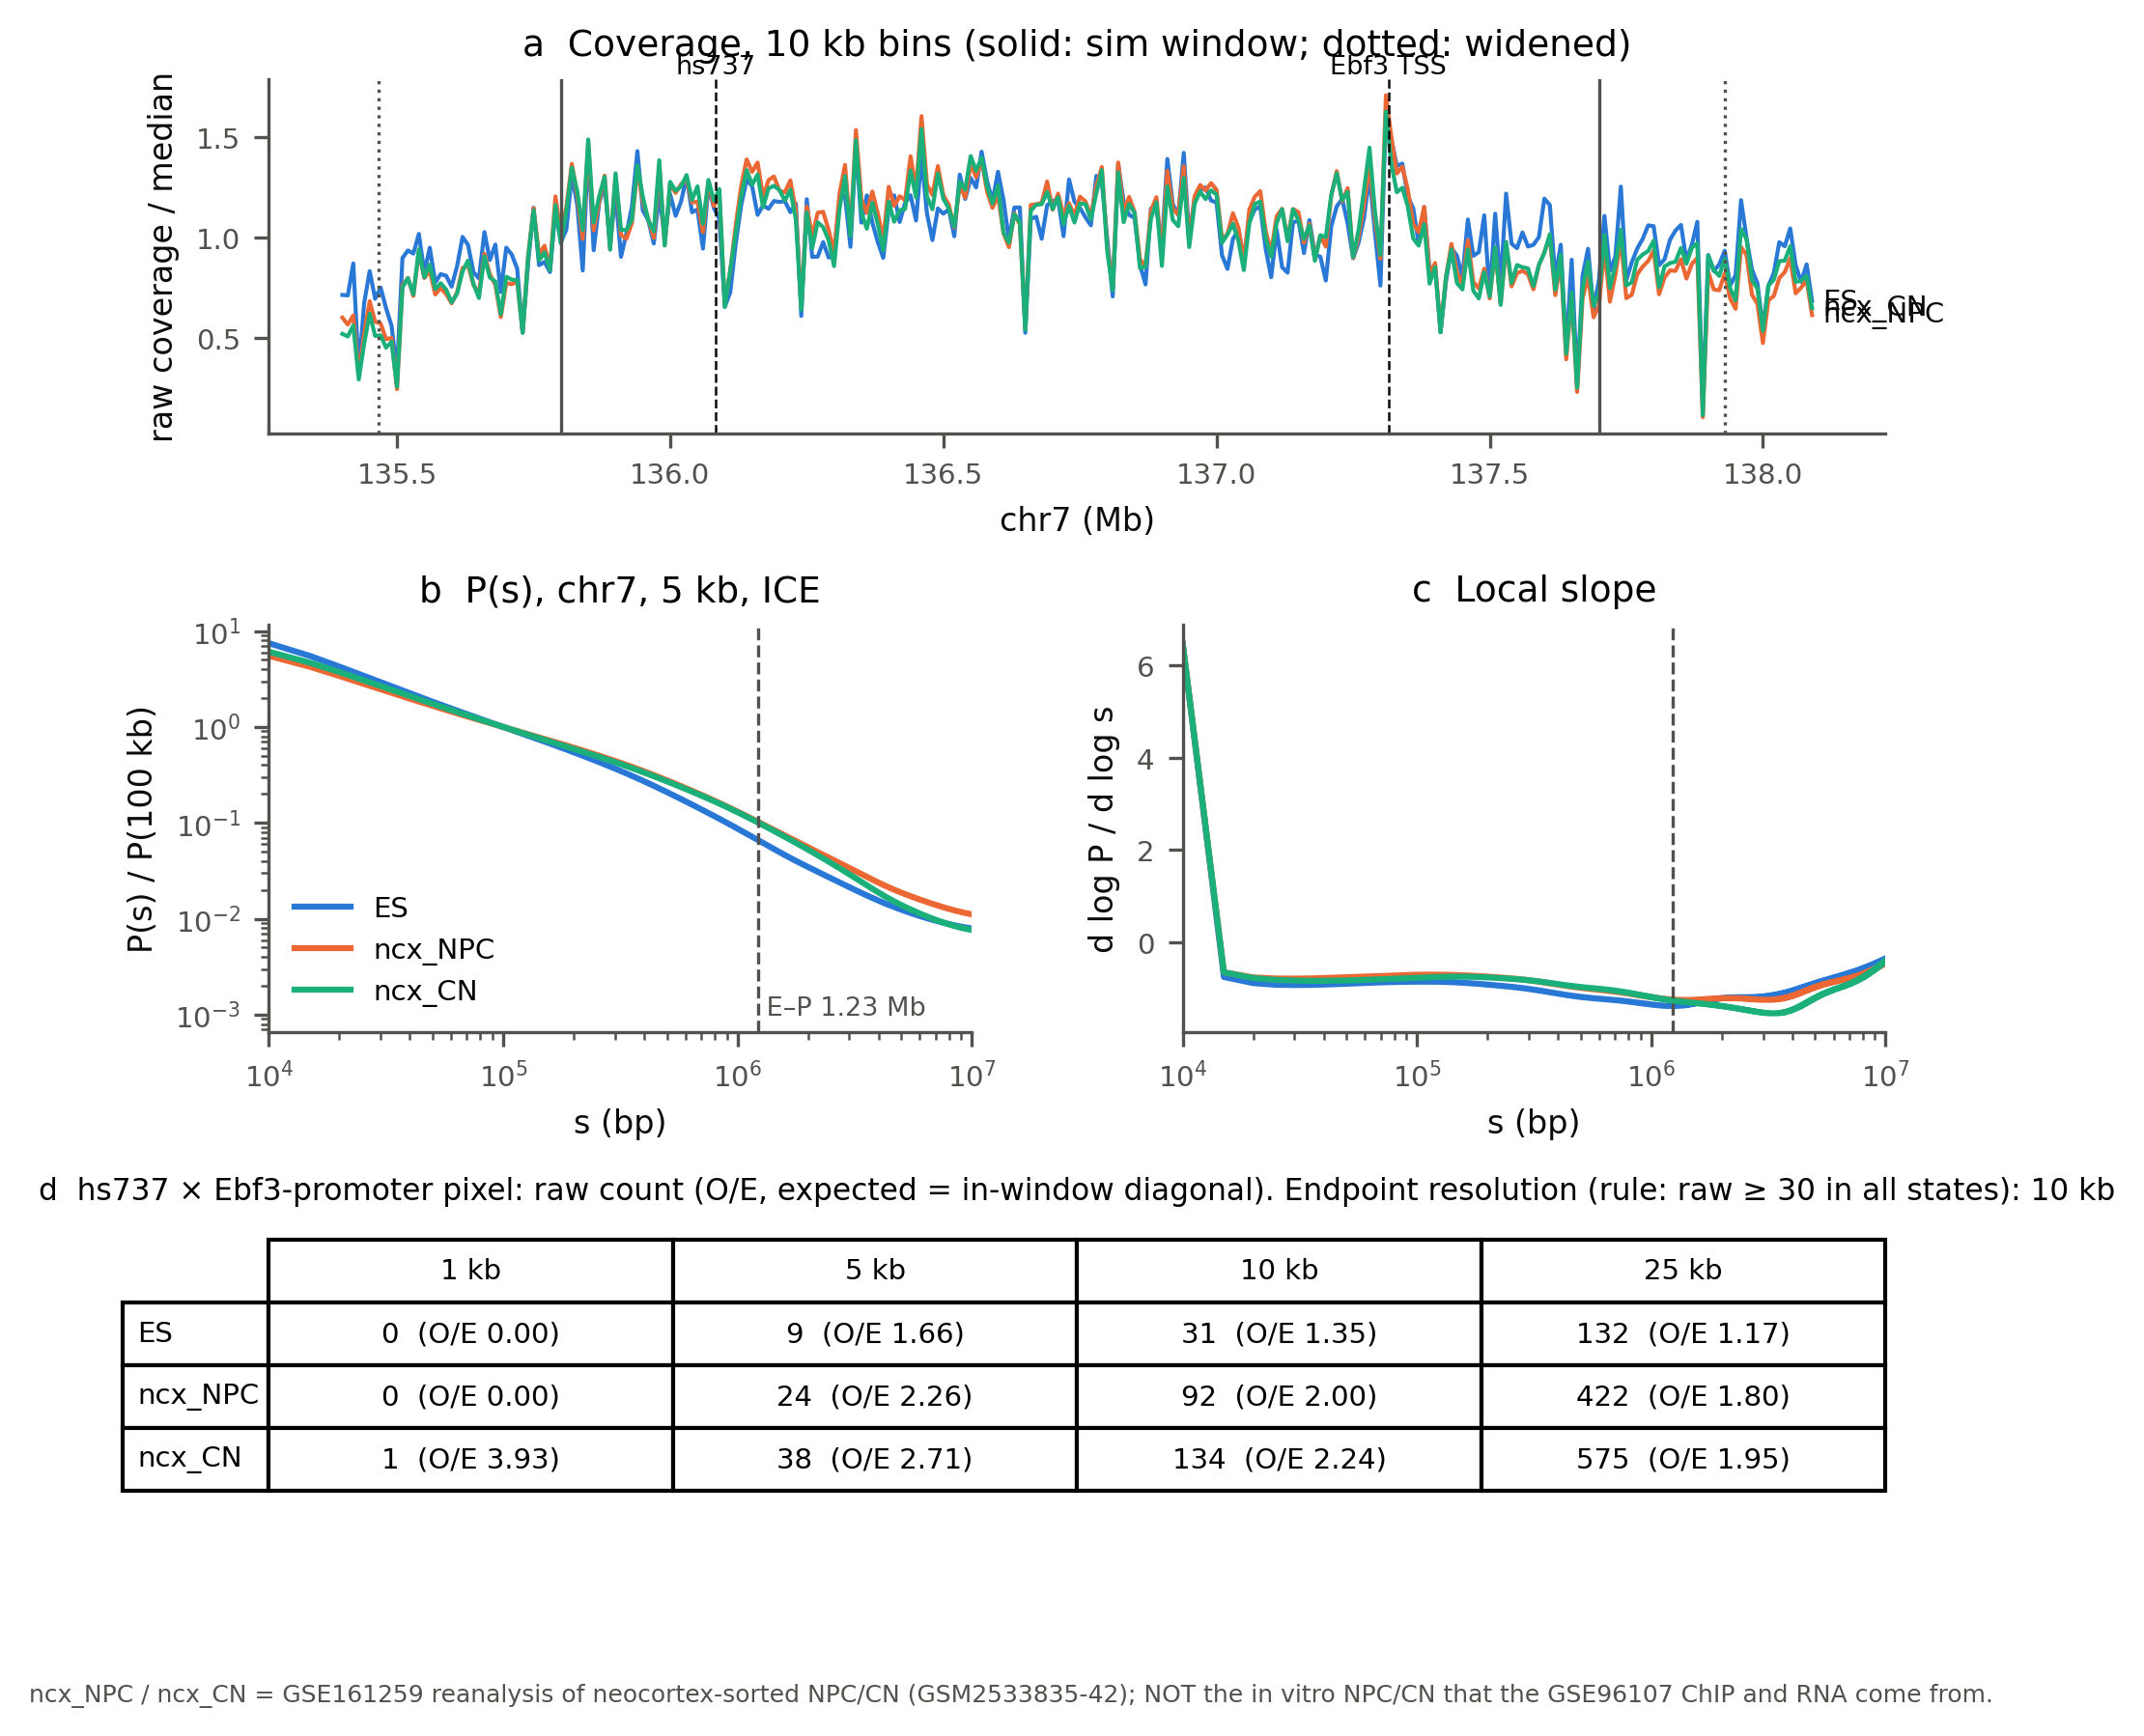 a  Coverage, 10 kb bins (solid: sim window; dotted: widened)
hs737
Ebf3 TSS
raw coverage / median
1.5
1.0
0.5
ES
ncx_CN
ncx_NPC
135.5
136.0
136.5
137.0
137.5
138.0
chr7 (Mb)
b  P(s), chr7, 5 kb, ICE
P(s) / P(100 kb)
10¹
10⁰
10⁻¹
10⁻²
10⁻³
ES
ncx_NPC
ncx_CN
E–P 1.23 Mb
10⁴
10⁵
10⁶
10⁷
s (bp)
c  Local slope
d log P / d log s
6
4
2
0
10⁴
10⁵
10⁶
10⁷
s (bp)
d  hs737 × Ebf3-promoter pixel: raw count (O/E, expected = in-window diagonal). Endpoint resolution (rule: raw ≥ 30 in all states): 10 kb
1 kb 5 kb 10 kb 25 kb
ES 0  (O/E 0.00) 9  (O/E 1.66) 31  (O/E 1.35) 132  (O/E 1.17)
ncx_NPC 0  (O/E 0.00) 24  (O/E 2.26) 92  (O/E 2.00) 422  (O/E 1.80)
ncx_CN 1  (O/E 3.93) 38  (O/E 2.71) 134  (O/E 2.24) 575  (O/E 1.95)
ncx_NPC / ncx_CN = GSE161259 reanalysis of neocortex-sorted NPC/CN (GSM2533835-42); NOT the in vitro NPC/CN that the GSE96107 ChIP and RNA come from.